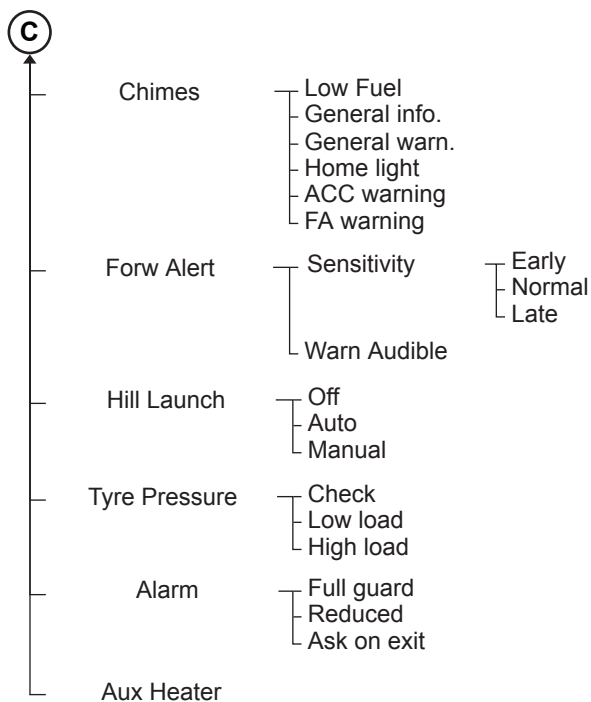 C
Chimes
Low Fuel
General info.
General warn.
Home light
ACC warning
FA warning
Forw Alert
Sensitivity
Early
Normal
Late
Warn Audible
Hill Launch
Off
Auto
Manual
Tyre Pressure
Check
Low load
High load
Alarm
Full guard
Reduced
Ask on exit
Aux Heater